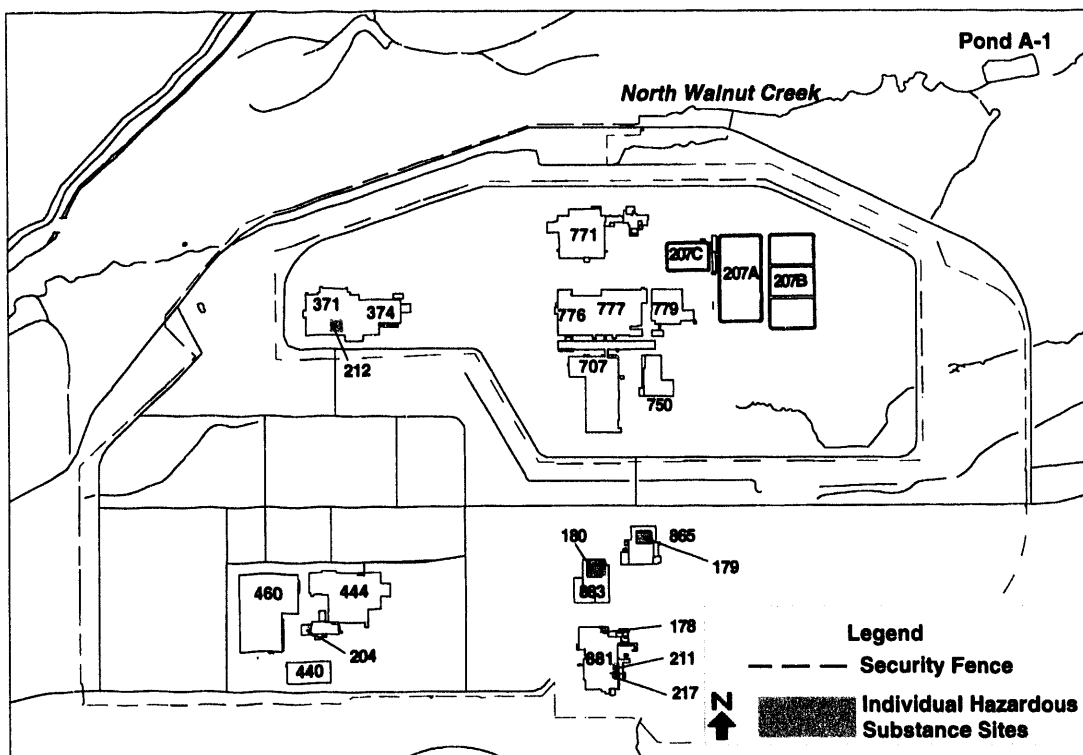 Pond A-1
North Walnut Creek
771
207C
207A
207B
371
374
776
777
779
212
707
750
180
865
179
883
460
444
204
440
178
881
211
217
Legend
Security Fence
N
Individual Hazardous
Substance Sites